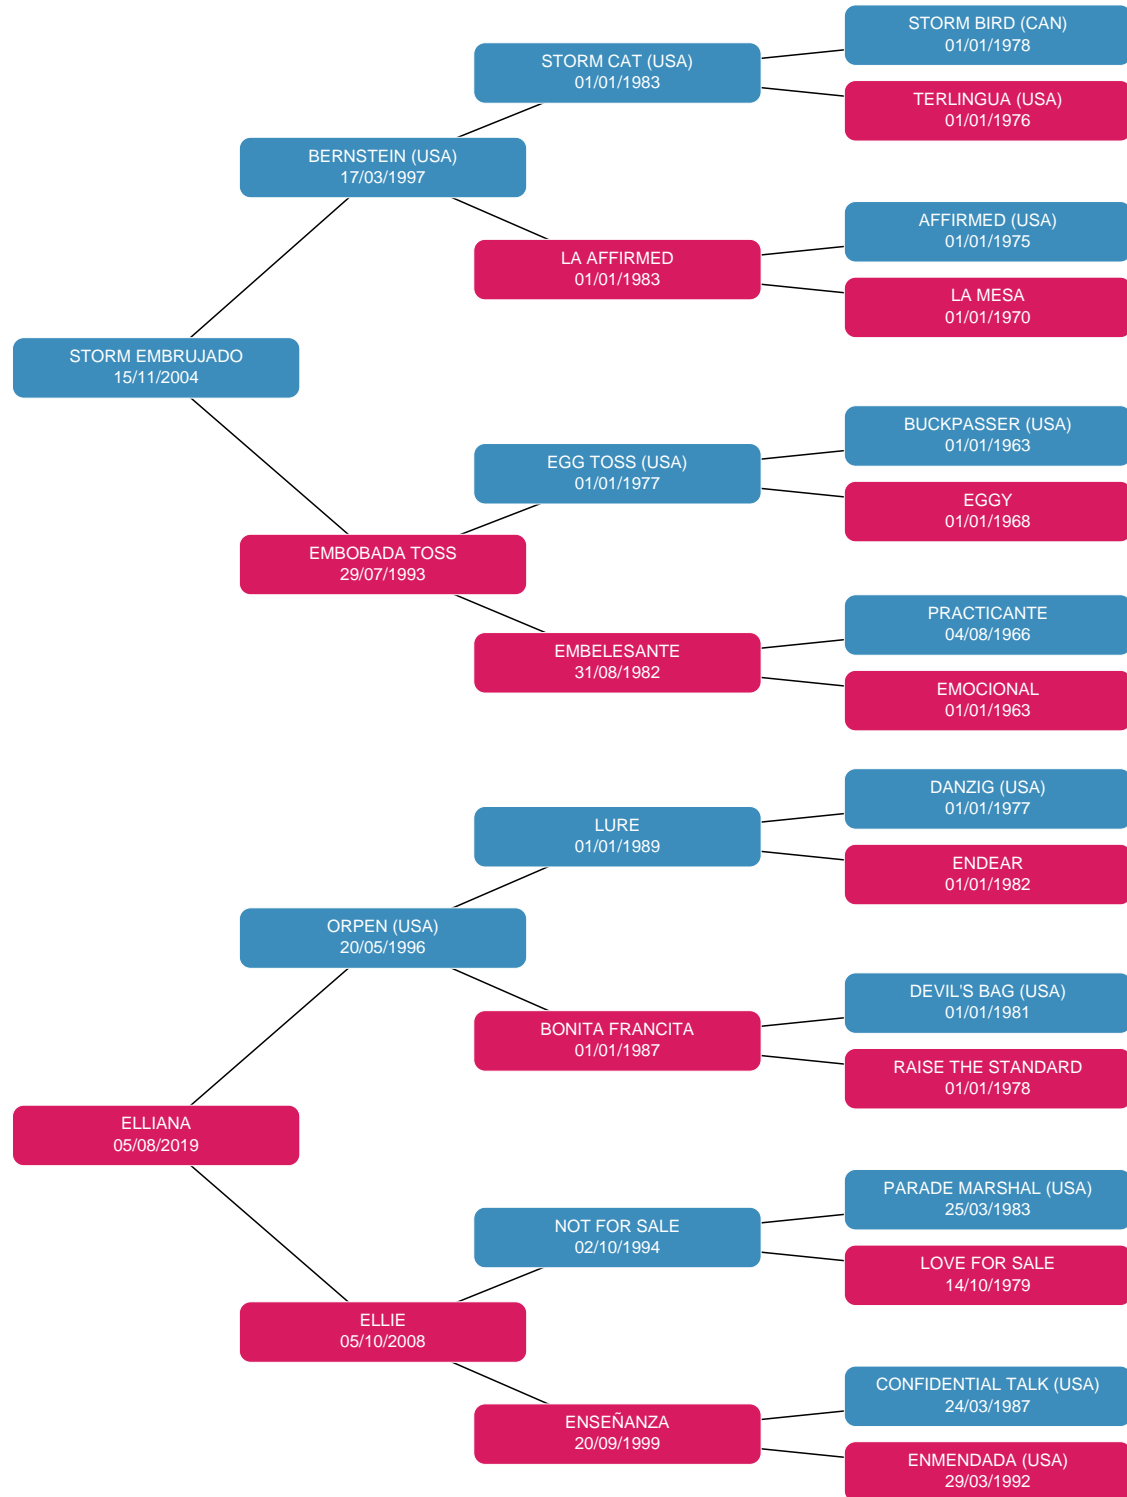 STORM BIRD (CAN)
01/01/1978
STORM CAT (USA)
01/01/1983
TERLINGUA (USA)
01/01/1976
BERNSTEIN (USA)
17/03/1997
AFFIRMED (USA)
01/01/1975
LA AFFIRMED
01/01/1983
LA MESA
01/01/1970
STORM EMBRUJADO
15/11/2004
BUCKPASSER (USA)
01/01/1963
EGG TOSS (USA)
01/01/1977
EGGY
01/01/1968
EMBOBADA TOSS
29/07/1993
PRACTICANTE
04/08/1966
EMBELESANTE
31/08/1982
EMOCIONAL
01/01/1963
DANZIG (USA)
01/01/1977
LURE
01/01/1989
ENDEAR
01/01/1982
ORPEN (USA)
20/05/1996
DEVIL'S BAG (USA)
01/01/1981
BONITA FRANCITA
01/01/1987
RAISE THE STANDARD
01/01/1978
ELLIANA
05/08/2019
PARADE MARSHAL (USA)
25/03/1983
NOT FOR SALE
02/10/1994
LOVE FOR SALE
14/10/1979
ELLIE
05/10/2008
CONFIDENTIAL TALK (USA)
24/03/1987
ENSEÑANZA
20/09/1999
ENMENDADA (USA)
29/03/1992